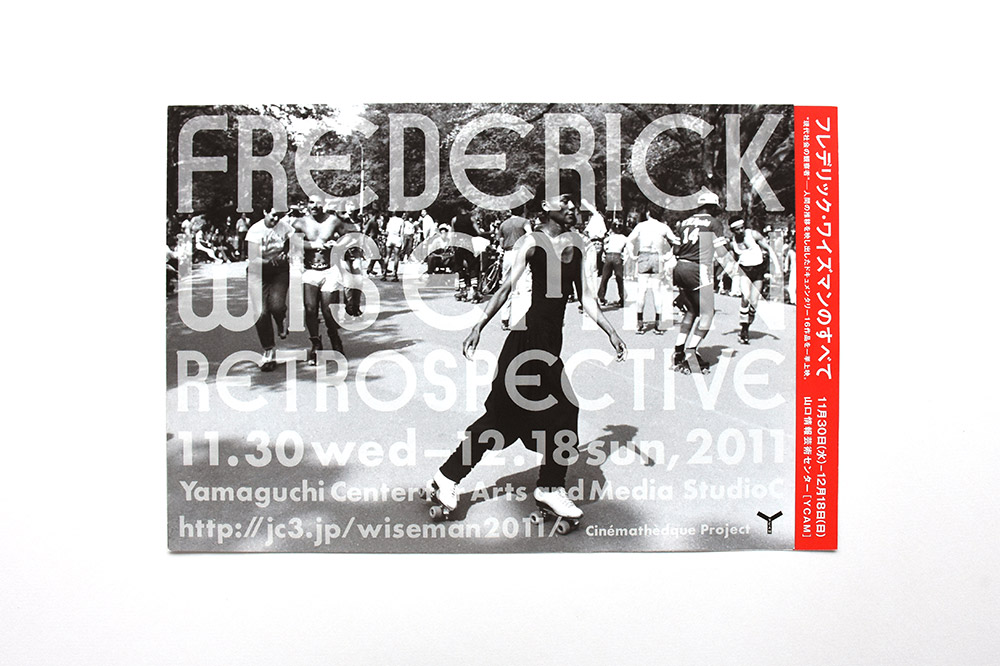 FREDERICK
WISEMAN
RETROSPECTIVE
11.30 wed – 12.18 sun, 2011
Yamaguchi Center for Arts and Media StudioC
http://jc3.jp/wiseman2011/ Cinémathèque Project
フレデリック・ワイズマンのすべて
"現代社会の観察者"—人間の推移を映し出したドキュメンタリー16作品を一挙上映。
11月30日(水)–12月18日(日)
山口情報芸術センター[YCAM]
14